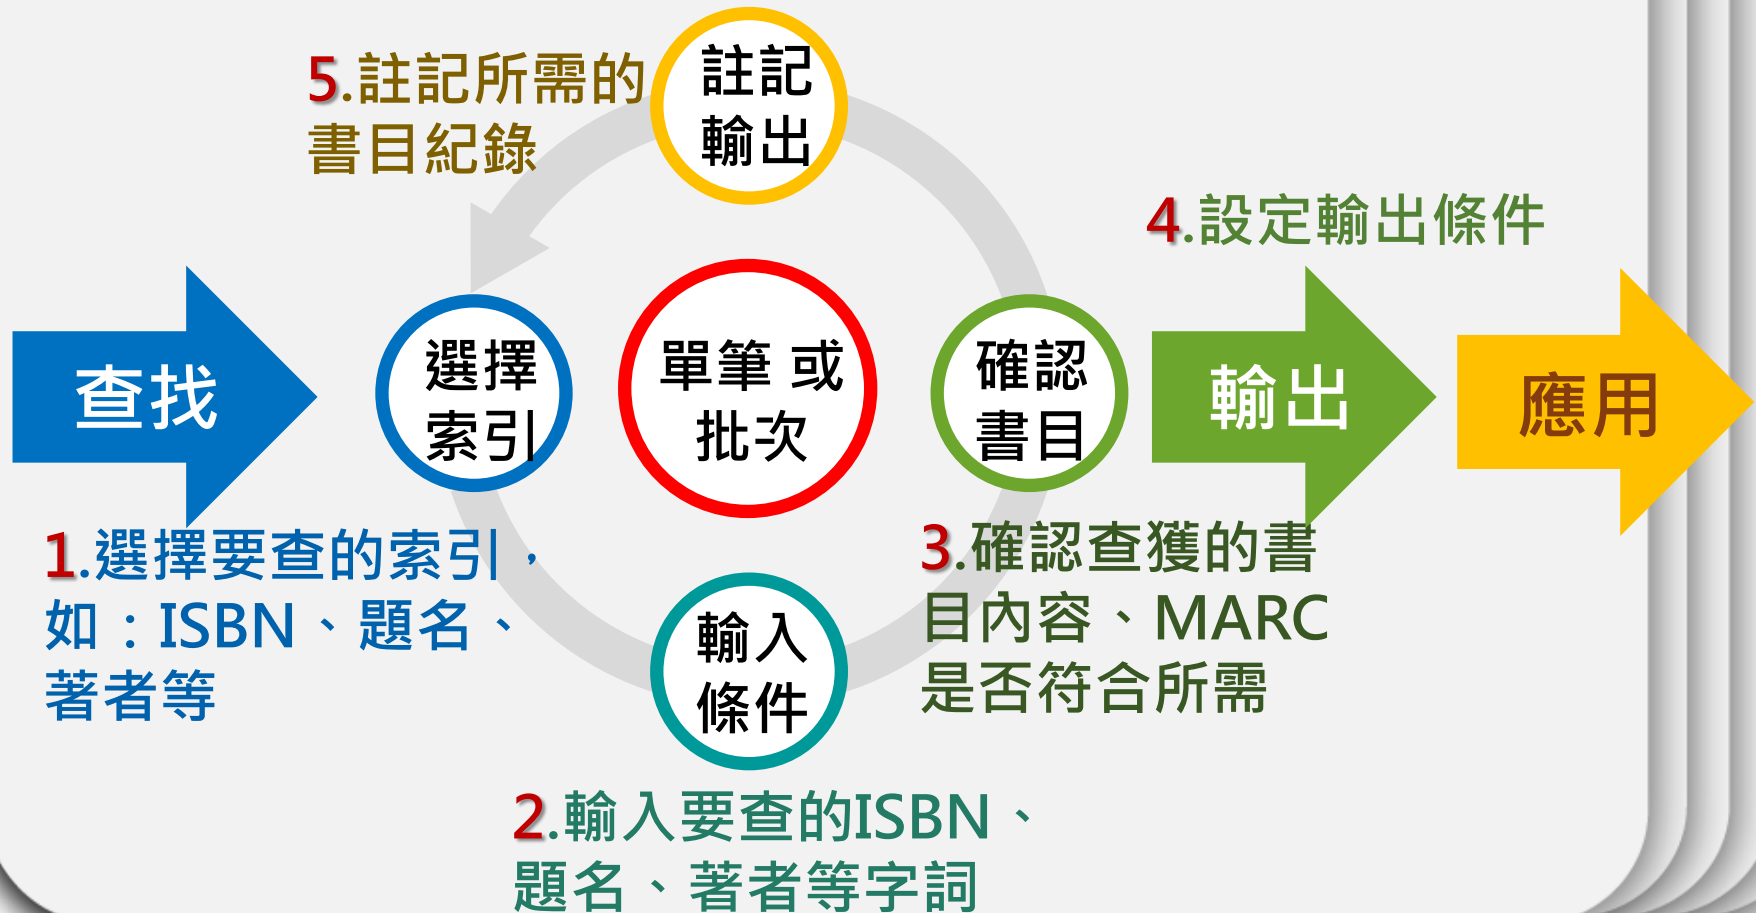 5.註記所需的
書目紀錄
註記
輸出
4.設定輸出條件
查找
選擇
索引
單筆 或
批次
確認
書目
輸出
應用
1.選擇要查的索引，
如：ISBN、題名、
著者等
3.確認查獲的書
目內容、MARC
是否符合所需
輸入
條件
2.輸入要查的ISBN、
題名、著者等字詞